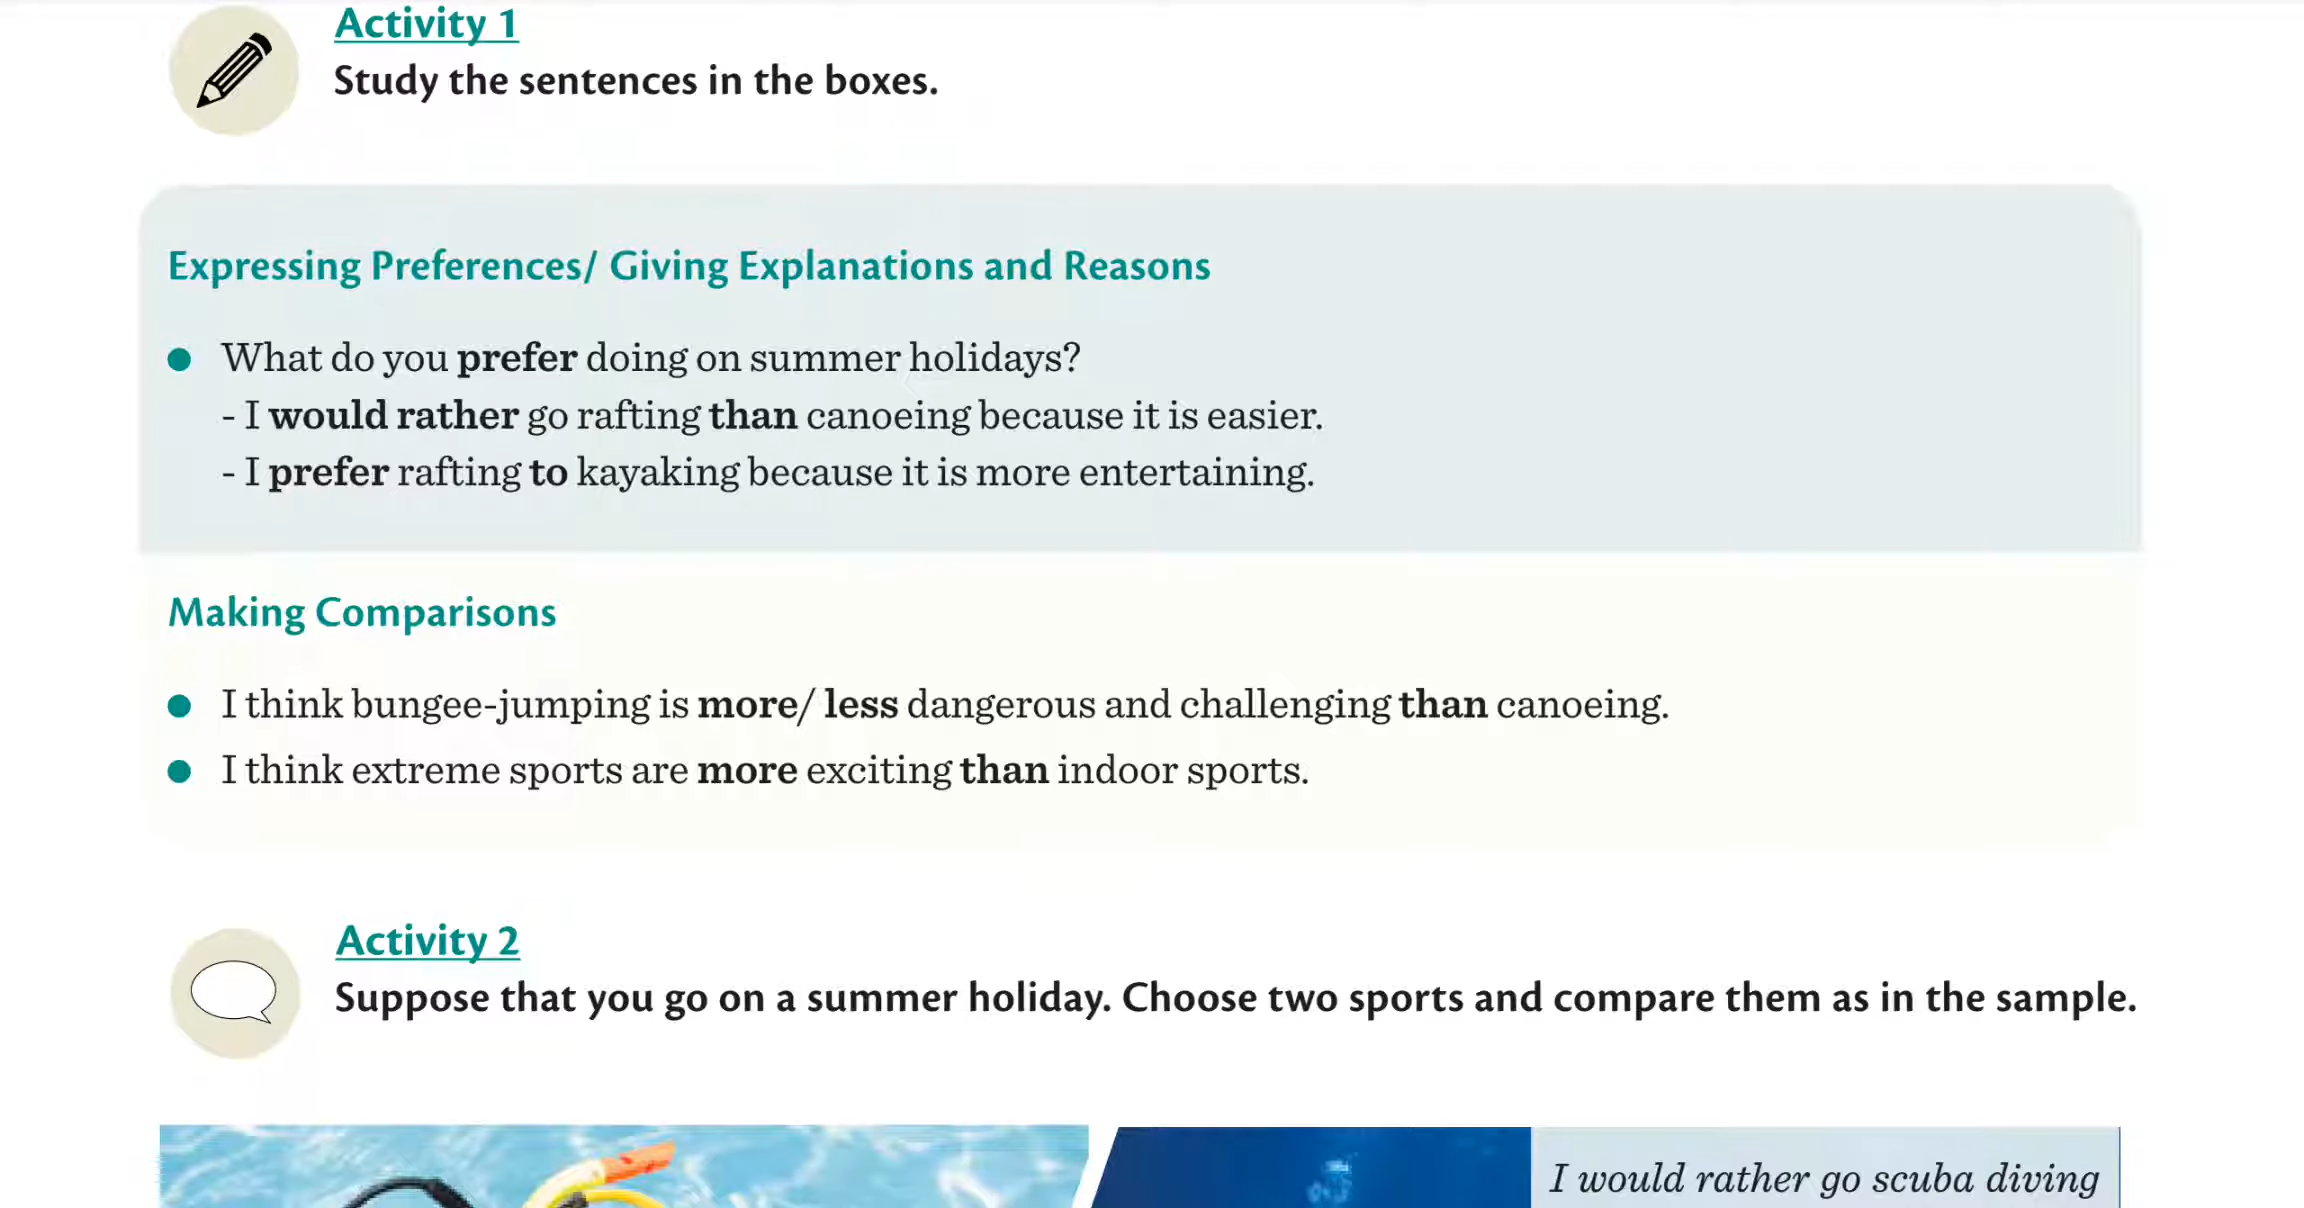 Activity 1
Study the sentences in the boxes.
Expressing Preferences/ Giving Explanations and Reasons
● What do you prefer doing on summer holidays?
- I would rather go rafting than canoeing because it is easier.
- I prefer rafting to kayaking because it is more entertaining.
Making Comparisons
● I think bungee-jumping is more/ less dangerous and challenging than canoeing.
● I think extreme sports are more exciting than indoor sports.
Activity 2
Suppose that you go on a summer holiday. Choose two sports and compare them as in the sample.
I would rather go scuba diving